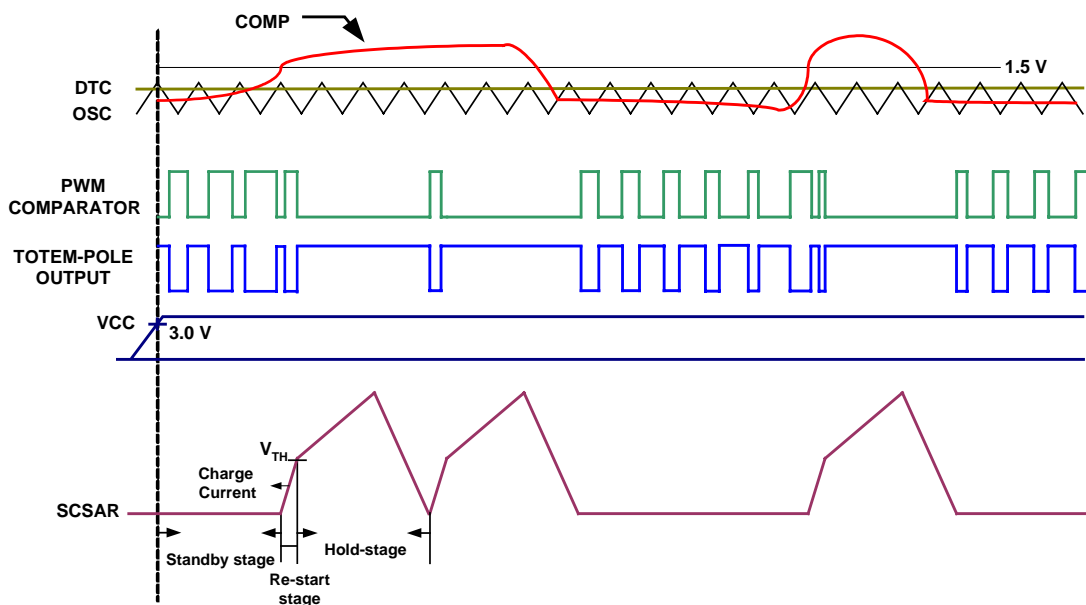 COMP
1.5 V
DTC
OSC
PWM
COMPARATOR
TOTEM-POLE
OUTPUT
VCC
3.0 V
VTH
Charge
Current
SCSAR
Standby stage
Hold-stage
Re-start
stage